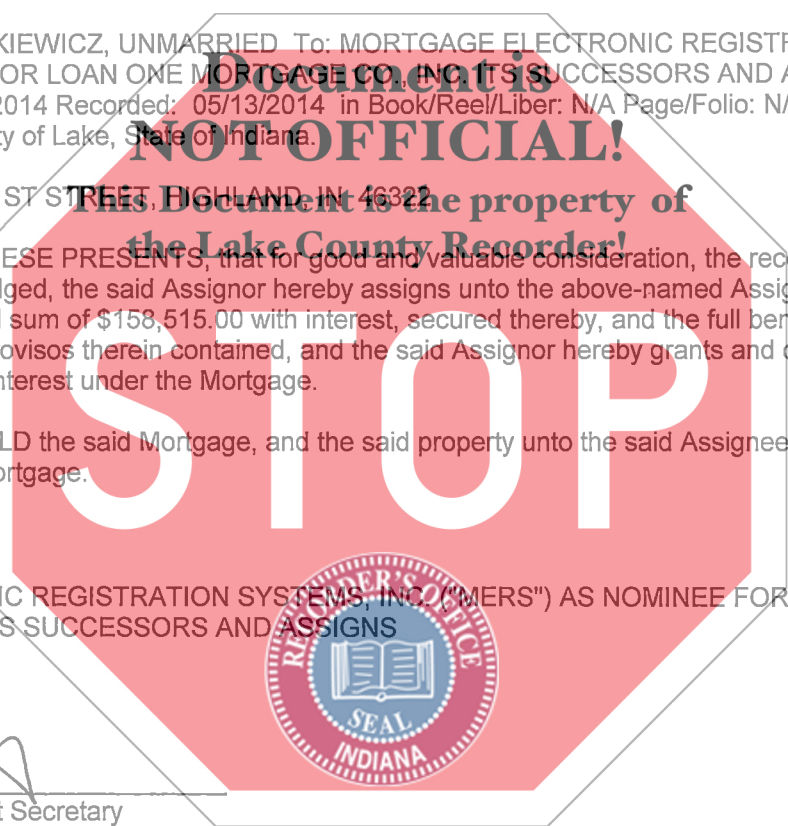 KIEWICZ, UNMARRIED To: MORTGAGE ELECTRONIC REGISTR
OR LOAN ONE MORTGAGE CO., INC. ITS SUCCESSORS AND A
2014 Recorded: 05/13/2014 in Book/Reel/Liber: N/A Page/Folio: N/
ty of Lake, State of Indiana.
Document is
NOT OFFICIAL!
ST STREET, HIGHLAND, IN 46322
This Document is the property of
the Lake County Recorder!
ESE PRESENTS, that for good and valuable consideration, the rec
dged, the said Assignor hereby assigns unto the above-named Assig
l sum of $158,515.00 with interest, secured thereby, and the full ben
ovisos therein contained, and the said Assignor hereby grants and
nterest under the Mortgage.
STOP
LD the said Mortgage, and the said property unto the said Assignee
ortgage.
IC REGISTRATION SYSTEMS, INC. ("MERS") AS NOMINEE FOR
S SUCCESSORS AND ASSIGNS
RECORDER'S OFFICE
SEAL
INDIANA
t Secretary